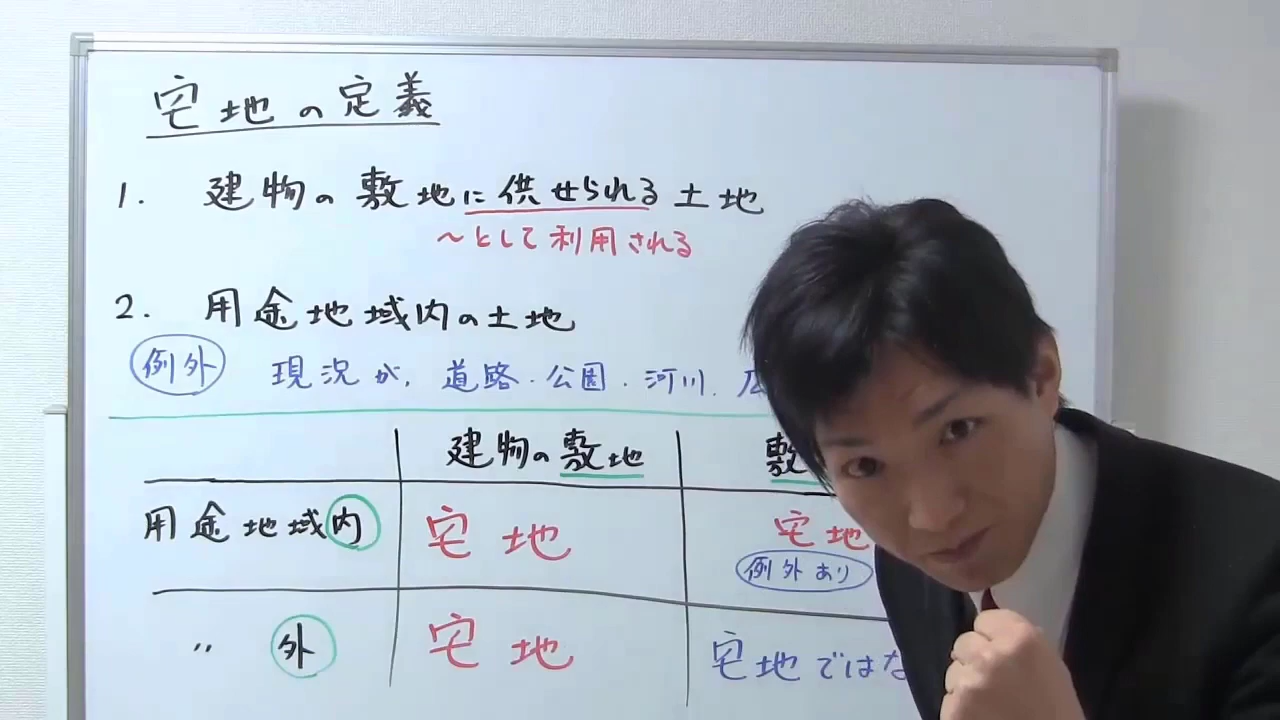 宅地の定義
1. 建物の敷地に供せられる土地
～として利用される
2. 用途地域内の土地
例外 現況が、道路・公園・河川、広
建物の敷地 敷
用途地域内 宅地 宅地
例外あり
〃 外 宅地 宅地ではな